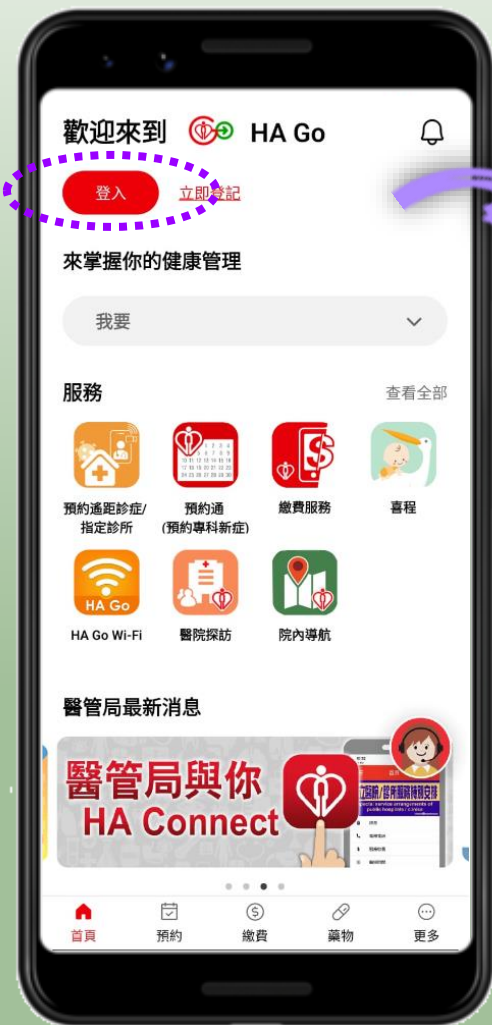 歡迎來到 HA Go
登入 立即登記
來掌握你的健康管理
我要
服務 查看全部
預約遙距診症/
指定診所
預約通
(預約專科新症)
繳費服務
喜程
HA Go
HA Go Wi-Fi
醫院探訪
院內導航
醫管局最新消息
醫管局與你
HA Connect
首頁 預約 繳費 藥物 更多